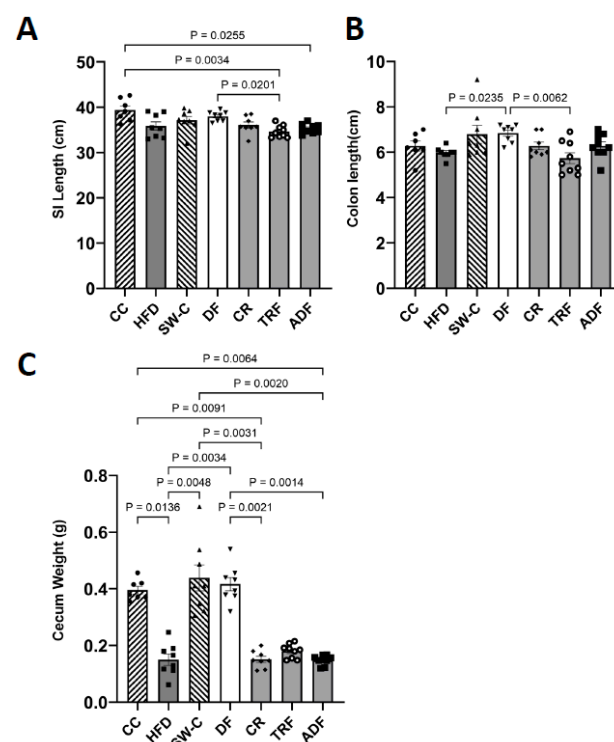 A
P = 0.0255
P = 0.0034
P = 0.0201
50
40
30
20
10
0
SI Length (cm)
CC
HFD
SW-C
DF
CR
TRF
ADF
B
P = 0.0235
P = 0.0062
10
8
6
4
2
0
Colon length(cm)
CC
HFD
SW-C
DF
CR
TRF
ADF
C
P = 0.0064
P = 0.0020
P = 0.0091
P = 0.0031
P = 0.0034
P = 0.0048
P = 0.0014
P = 0.0136
P = 0.0021
0.8
0.6
0.4
0.2
0.0
Cecum Weight (g)
CC
HFD
SW-C
DF
CR
TRF
ADF